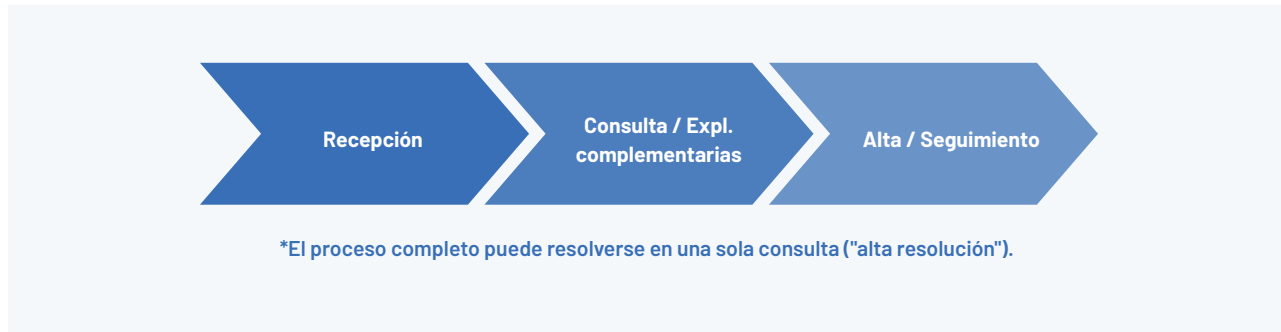 Recepción
Consulta / Expl.
complementarias
Alta / Seguimiento
*El proceso completo puede resolverse en una sola consulta ("alta resolución").